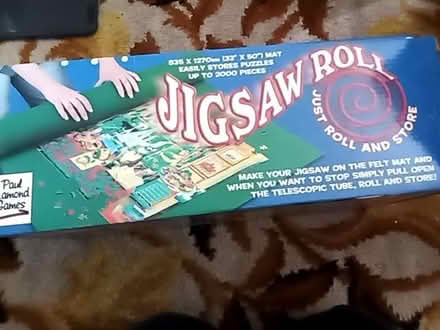 835 X 1270mm (33" X 50") MAT
EASILY STORES PUZZLES
UP TO 2000 PIECES
JIGSAW ROLL
JUST ROLL AND STORE
MAKE YOUR JIGSAW ON THE FELT MAT AND
WHEN YOU WANT TO STOP SIMPLY PULL OPEN
THE TELESCOPIC TUBE, ROLL AND STORE!
Paul
Lamond
Games